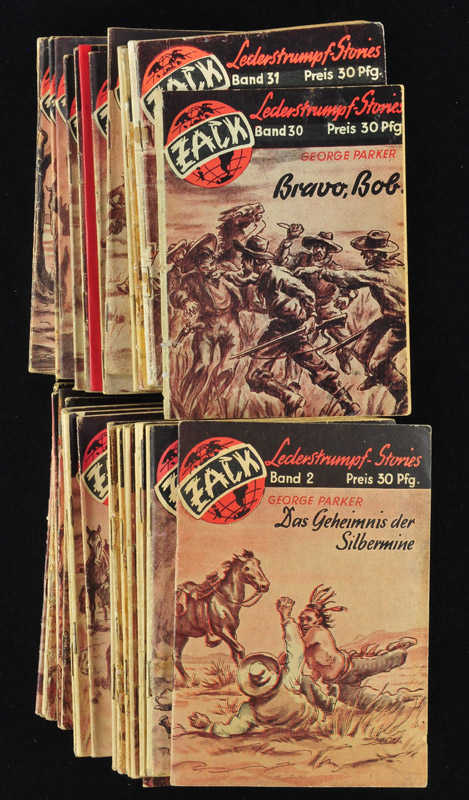 ZACK
Lederstrumpf-Stories
Band 31 Preis 30 Pfg.
ZACK
Lederstrumpf-Stories
Band 30 Preis 30 Pfg
GEORGE PARKER
Bravo, Bob
ZACK
Lederstrumpf-Stories
Band 2 Preis 30 Pfg.
GEORGE PARKER
Das Geheimnis der
Silbermine